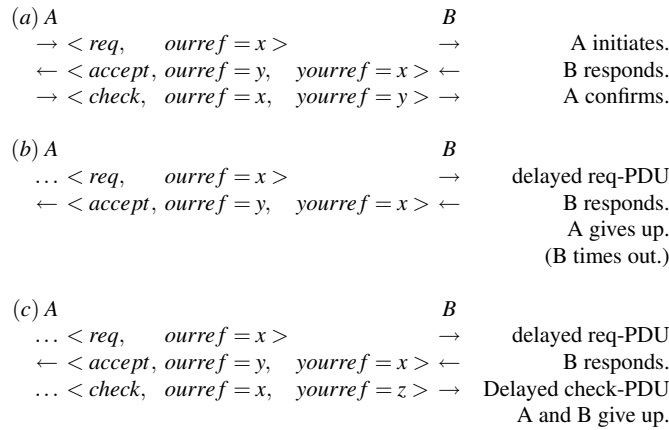 (a) A B
→ < req, ourref = x > → A initiates.
← < accept, ourref = y, yourref = x > ← B responds.
→ < check, ourref = x, yourref = y > → A confirms.
(b) A B
... < req, ourref = x > → delayed req-PDU
← < accept, ourref = y, yourref = x > ← B responds.
A gives up.
(B times out.)
(c) A B
... < req, ourref = x > → delayed req-PDU
← < accept, ourref = y, yourref = x > ← B responds.
... < check, ourref = x, yourref = z > → Delayed check-PDU
A and B give up.